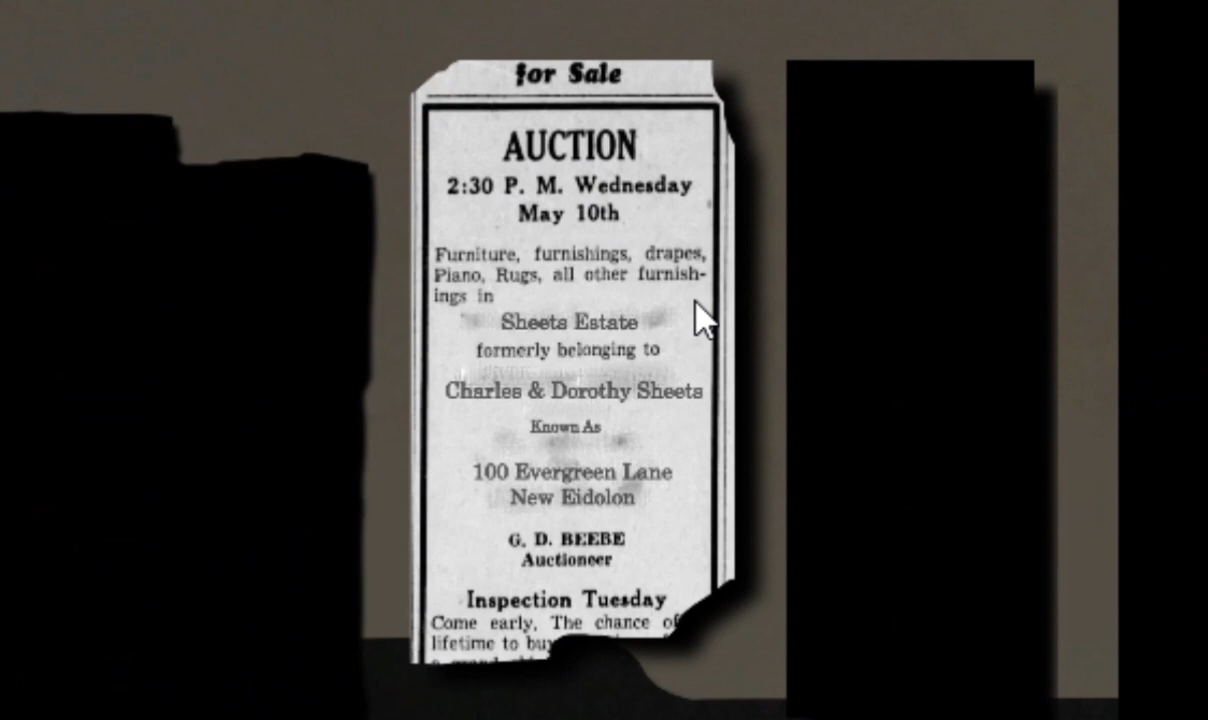 for Sale
AUCTION
2:30 P. M. Wednesday
May 10th
Furniture, furnishings, drapes,
Piano, Rugs, all other furnish-
ings in
Sheets Estate
formerly belonging to
Charles & Dorothy Sheets
Known As
100 Evergreen Lane
New Eidolon
G. D. BEEBE
Auctioneer
Inspection Tuesday
Come early, The chance of
lifetime to buy
a grand